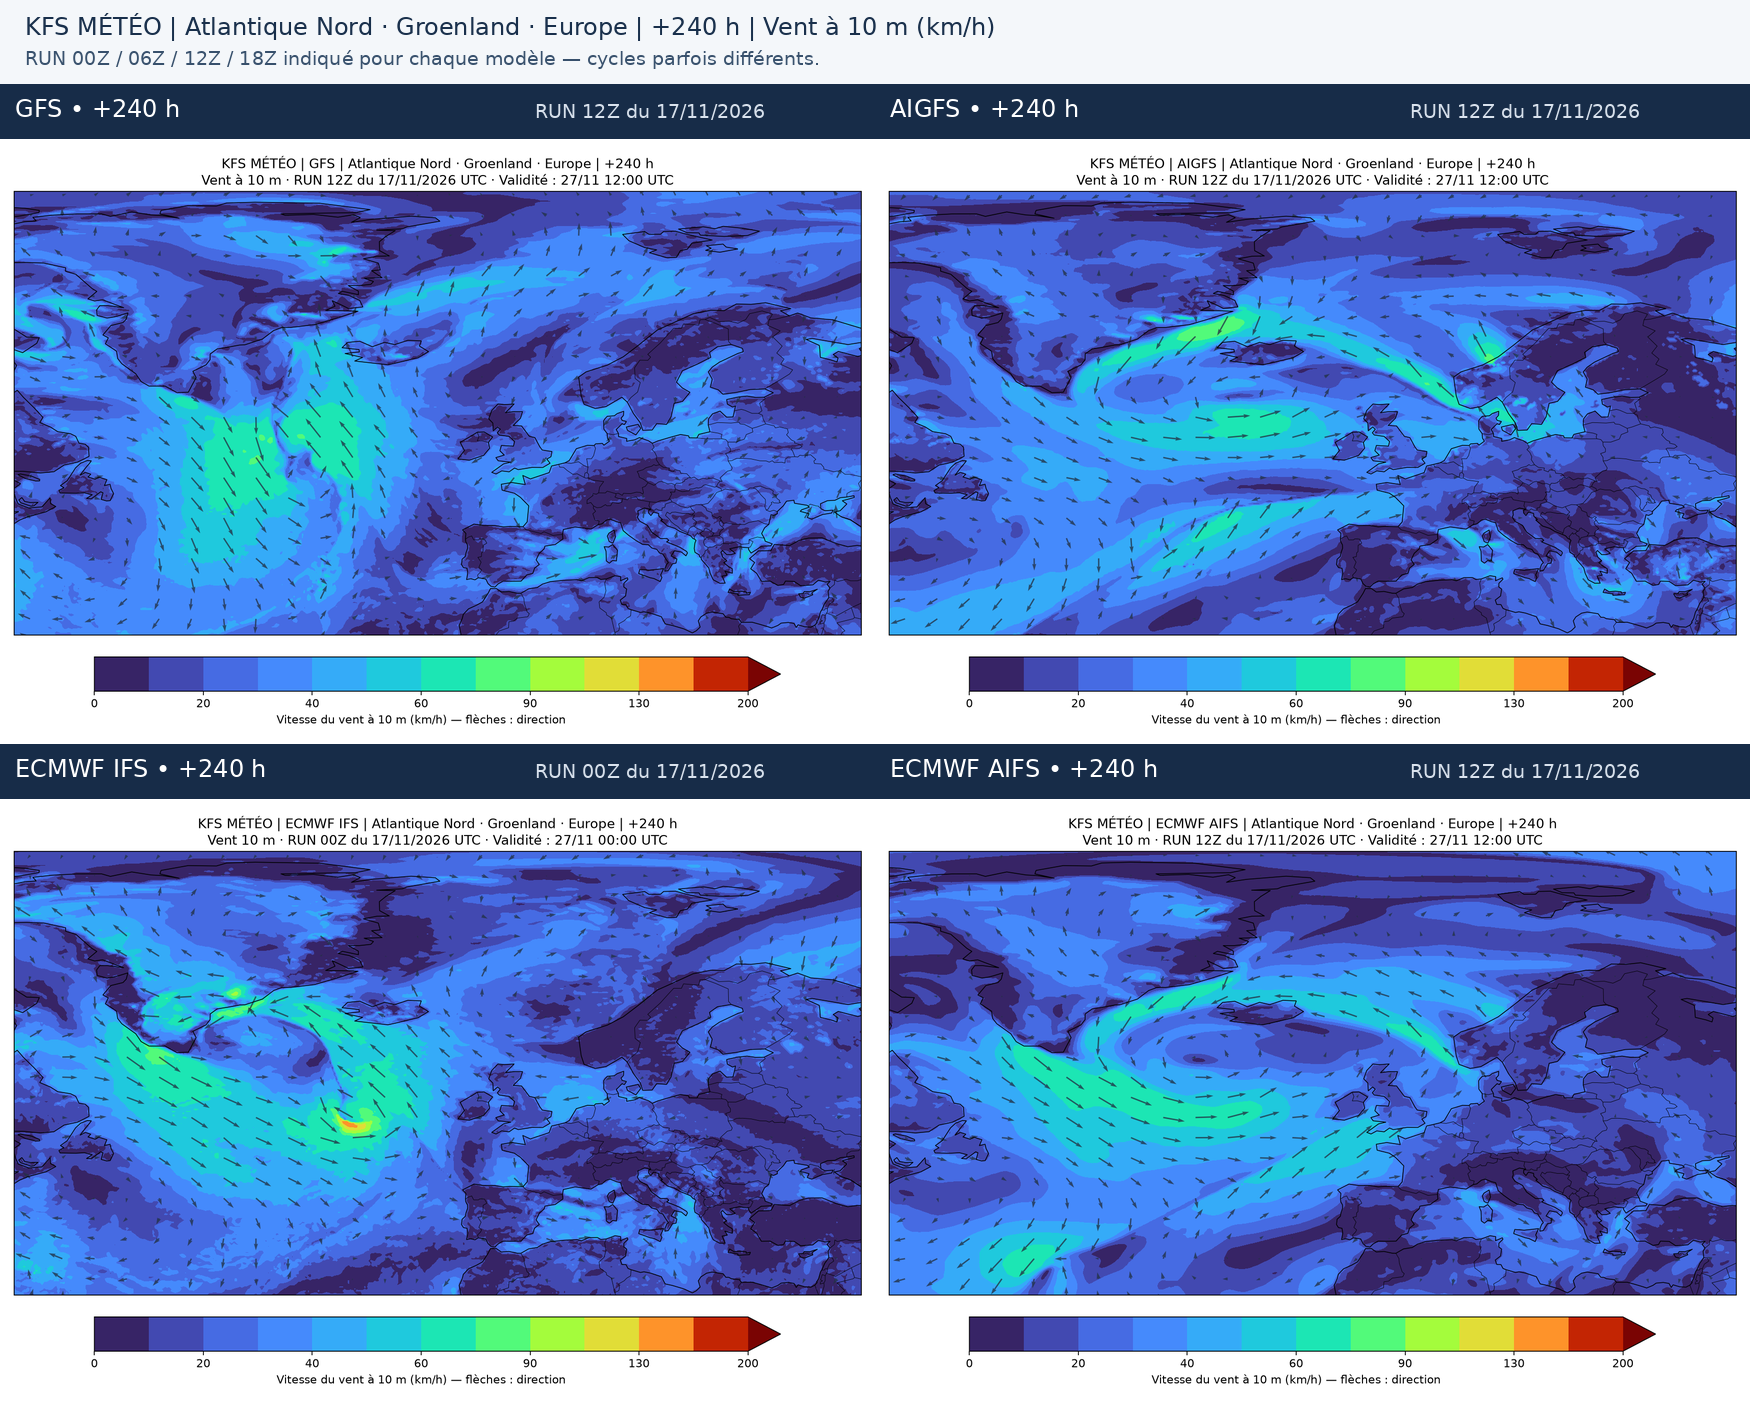 KFS MÉTÉO | Atlantique Nord · Groenland · Europe | +240 h | Vent à 10 m (km/h)
RUN 00Z / 06Z / 12Z / 18Z indiqué pour chaque modèle — cycles parfois différents.
GFS • +240 h
RUN 12Z du 17/11/2026
KFS MÉTÉO | GFS | Atlantique Nord · Groenland · Europe | +240 h
Vent à 10 m · RUN 12Z du 17/11/2026 UTC · Validité : 27/11 12:00 UTC
0 20 40 60 90 130 200
Vitesse du vent à 10 m (km/h) — flèches : direction
AIGFS • +240 h
RUN 12Z du 17/11/2026
KFS MÉTÉO | AIGFS | Atlantique Nord · Groenland · Europe | +240 h
Vent à 10 m · RUN 12Z du 17/11/2026 UTC · Validité : 27/11 12:00 UTC
0 20 40 60 90 130 200
Vitesse du vent à 10 m (km/h) — flèches : direction
ECMWF IFS • +240 h
RUN 00Z du 17/11/2026
KFS MÉTÉO | ECMWF IFS | Atlantique Nord · Groenland · Europe | +240 h
Vent 10 m · RUN 00Z du 17/11/2026 UTC · Validité : 27/11 00:00 UTC
0 20 40 60 90 130 200
Vitesse du vent à 10 m (km/h) — flèches : direction
ECMWF AIFS • +240 h
RUN 12Z du 17/11/2026
KFS MÉTÉO | ECMWF AIFS | Atlantique Nord · Groenland · Europe | +240 h
Vent 10 m · RUN 12Z du 17/11/2026 UTC · Validité : 27/11 12:00 UTC
0 20 40 60 90 130 200
Vitesse du vent à 10 m (km/h) — flèches : direction